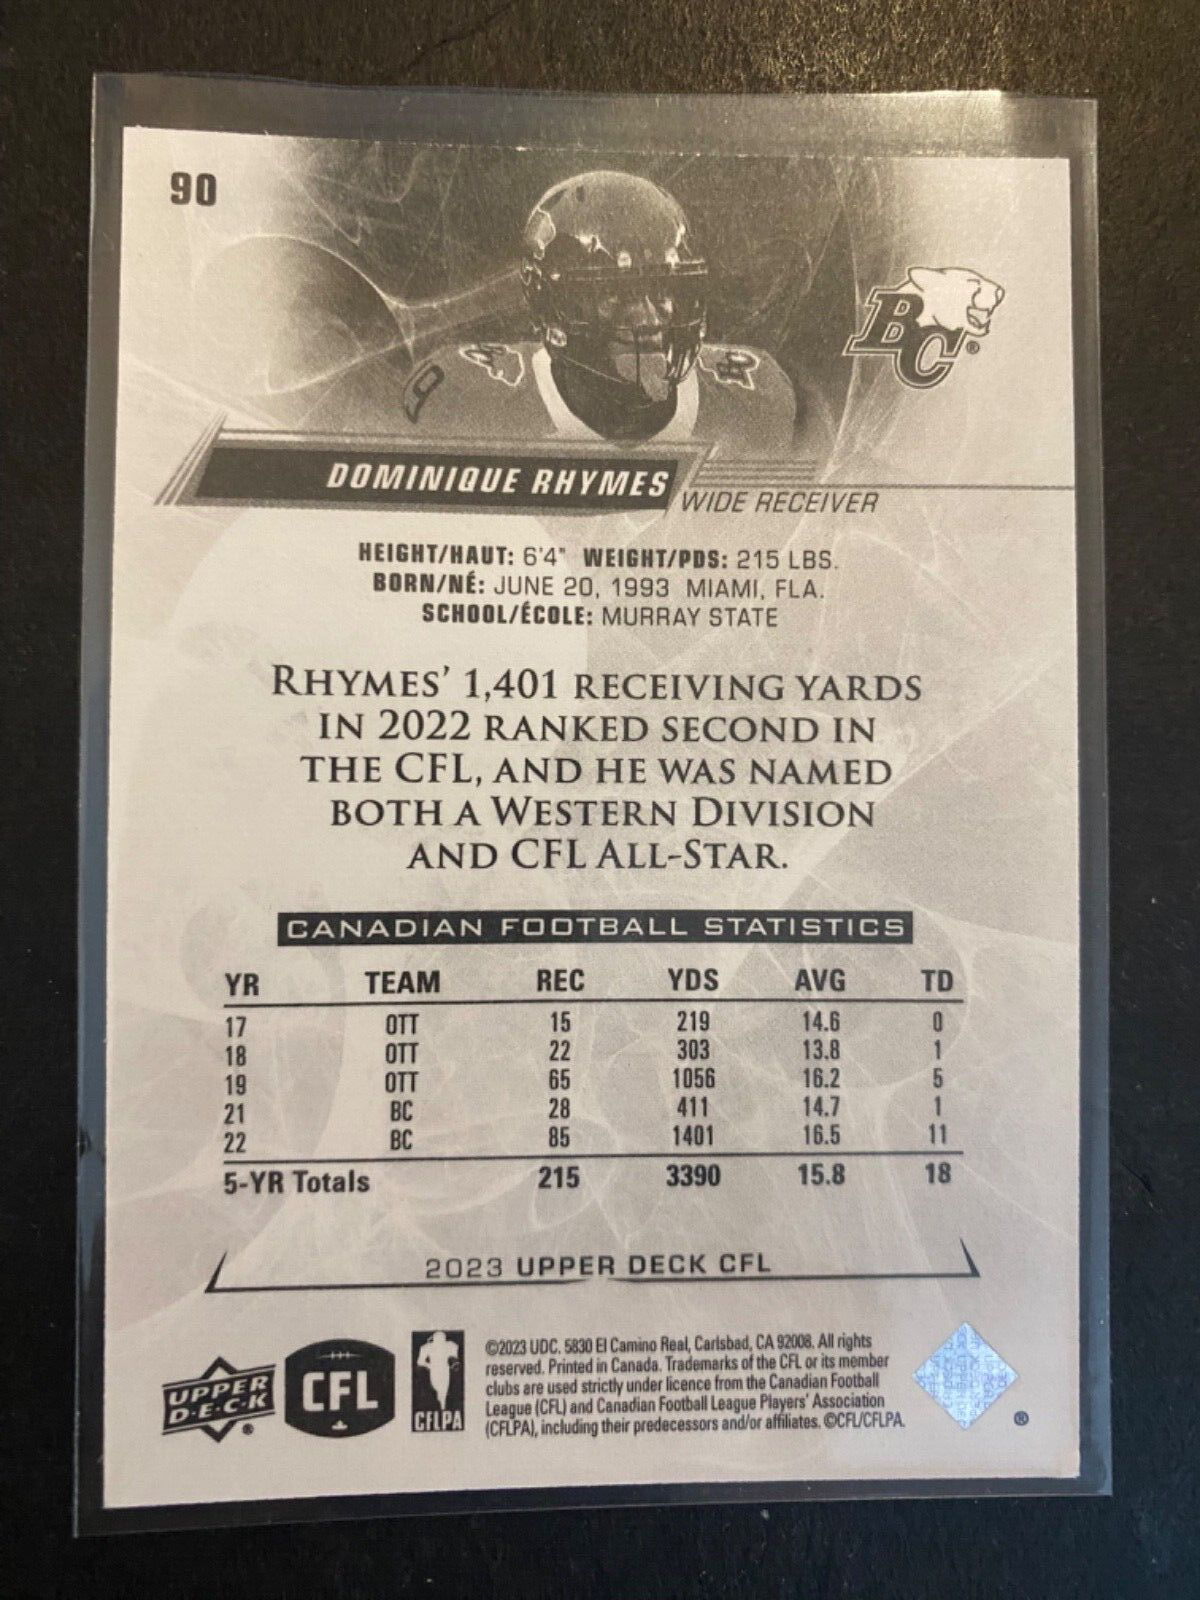 90
BC®
DOMINIQUE RHYMES
WIDE RECEIVER
HEIGHT/HAUT: 6'4" WEIGHT/PDS: 215 LBS.
BORN/NÉ: JUNE 20, 1993 MIAMI, FLA.
SCHOOL/ÉCOLE: MURRAY STATE
RHYMES' 1,401 RECEIVING YARDS
IN 2022 RANKED SECOND IN
THE CFL, AND HE WAS NAMED
BOTH A WESTERN DIVISION
AND CFL ALL-STAR.
CANADIAN FOOTBALL STATISTICS
YR TEAM REC YDS AVG TD
17 OTT 15 219 14.6 0
18 OTT 22 303 13.8 1
19 OTT 65 1056 16.2 5
21 BC 28 411 14.7 1
22 BC 85 1401 16.5 11
5-YR Totals 215 3390 15.8 18
2023 UPPER DECK CFL
UPPER
D·E·C·K®
CFL
CFLPA
©2023 UDC. 5830 El Camino Real, Carlsbad, CA 92008. All rights
reserved. Printed in Canada. Trademarks of the CFL or its member
clubs are used strictly under licence from the Canadian Football
League (CFL) and Canadian Football League Players' Association
(CFLPA), including their predecessors and/or affiliates. ©CFL/CFLPA.
®